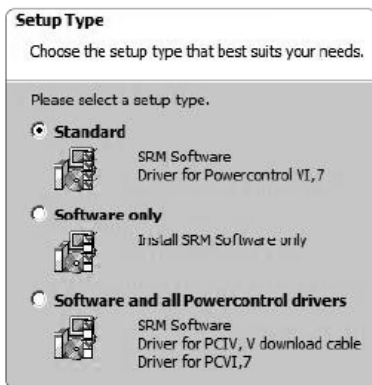 Setup Type
Choose the setup type that best suits your needs.
Please select a setup type.
Standard
SRM Software
Driver for Powercontrol VI,7
Software only
Install SRM Software only
Software and all Powercontrol drivers
SRM Software
Driver for PCIV, V download cable
Driver for PCVI,7